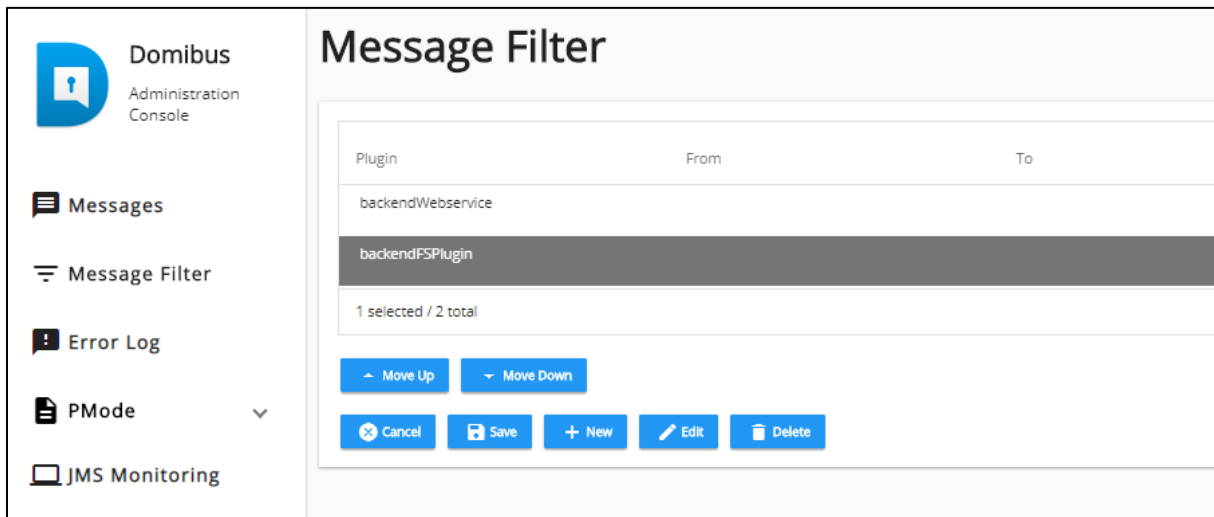 Domibus
Administration
Console
Messages
Message Filter
Error Log
PMode
JMS Monitoring
Message Filter
Plugin From To
backendWebservice
backendFSPlugin
1 selected / 2 total
Move Up Move Down
Cancel Save New Edit Delete